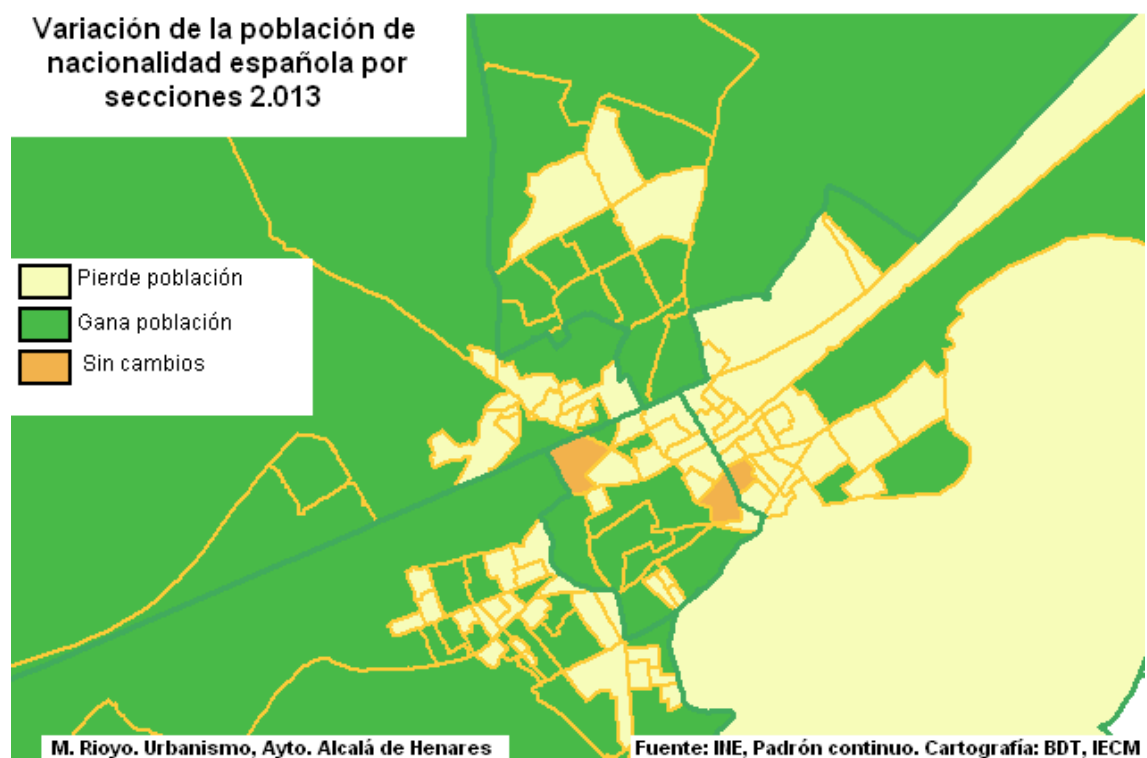 Variación de la población de
nacionalidad española por
secciones 2.013
Pierde población
Gana población
Sin cambios
M. Rioyo. Urbanismo, Ayto. Alcalá de Henares
Fuente: INE, Padrón continuo. Cartografía: BDT, IECM